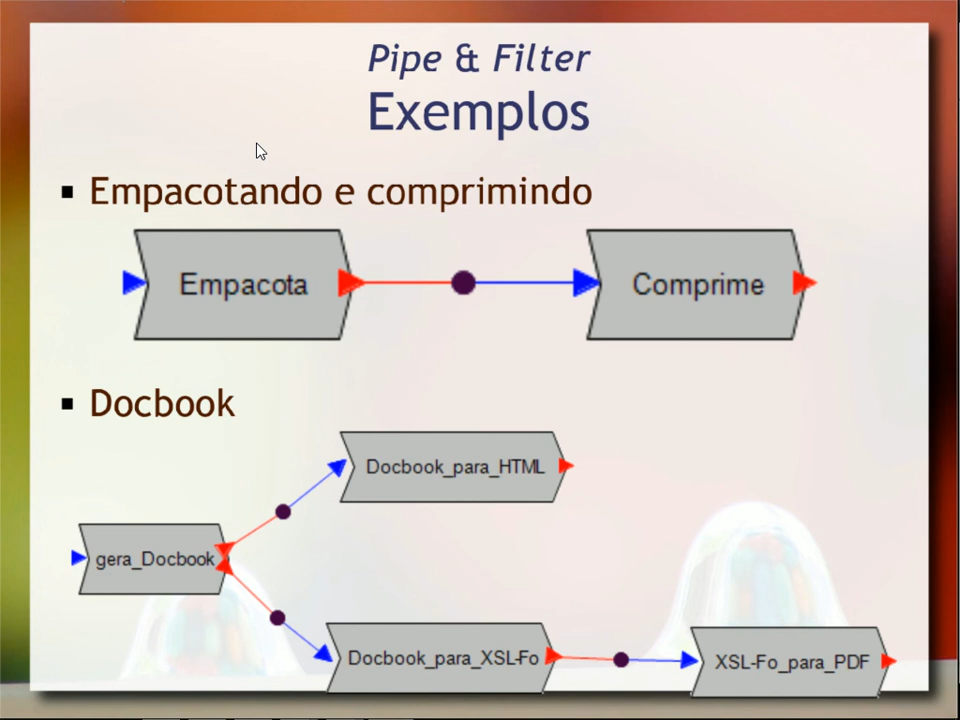 Pipe & Filter
Exemplos
Empacotando e comprimindo
Empacota
Comprime
Docbook
Docbook_para_HTML
gera_Docbook
Docbook_para_XSL-Fo
XSL-Fo_para_PDF